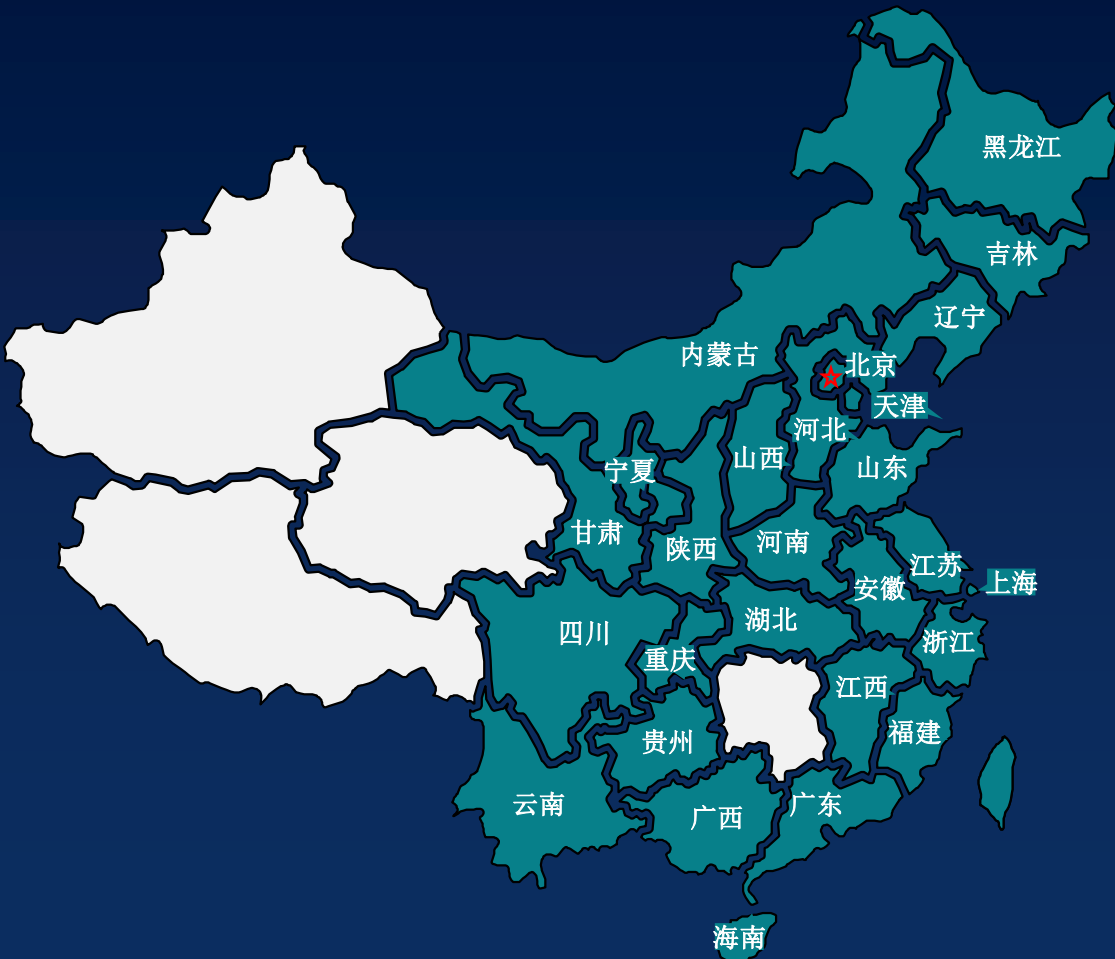 黑龙江
吉林
辽宁
内蒙古
北京
天津
河北
山西
山东
宁夏
甘肃
陕西
河南
江苏
安徽
上海
四川
湖北
浙江
重庆
江西
福建
贵州
云南
广西
广东
海南